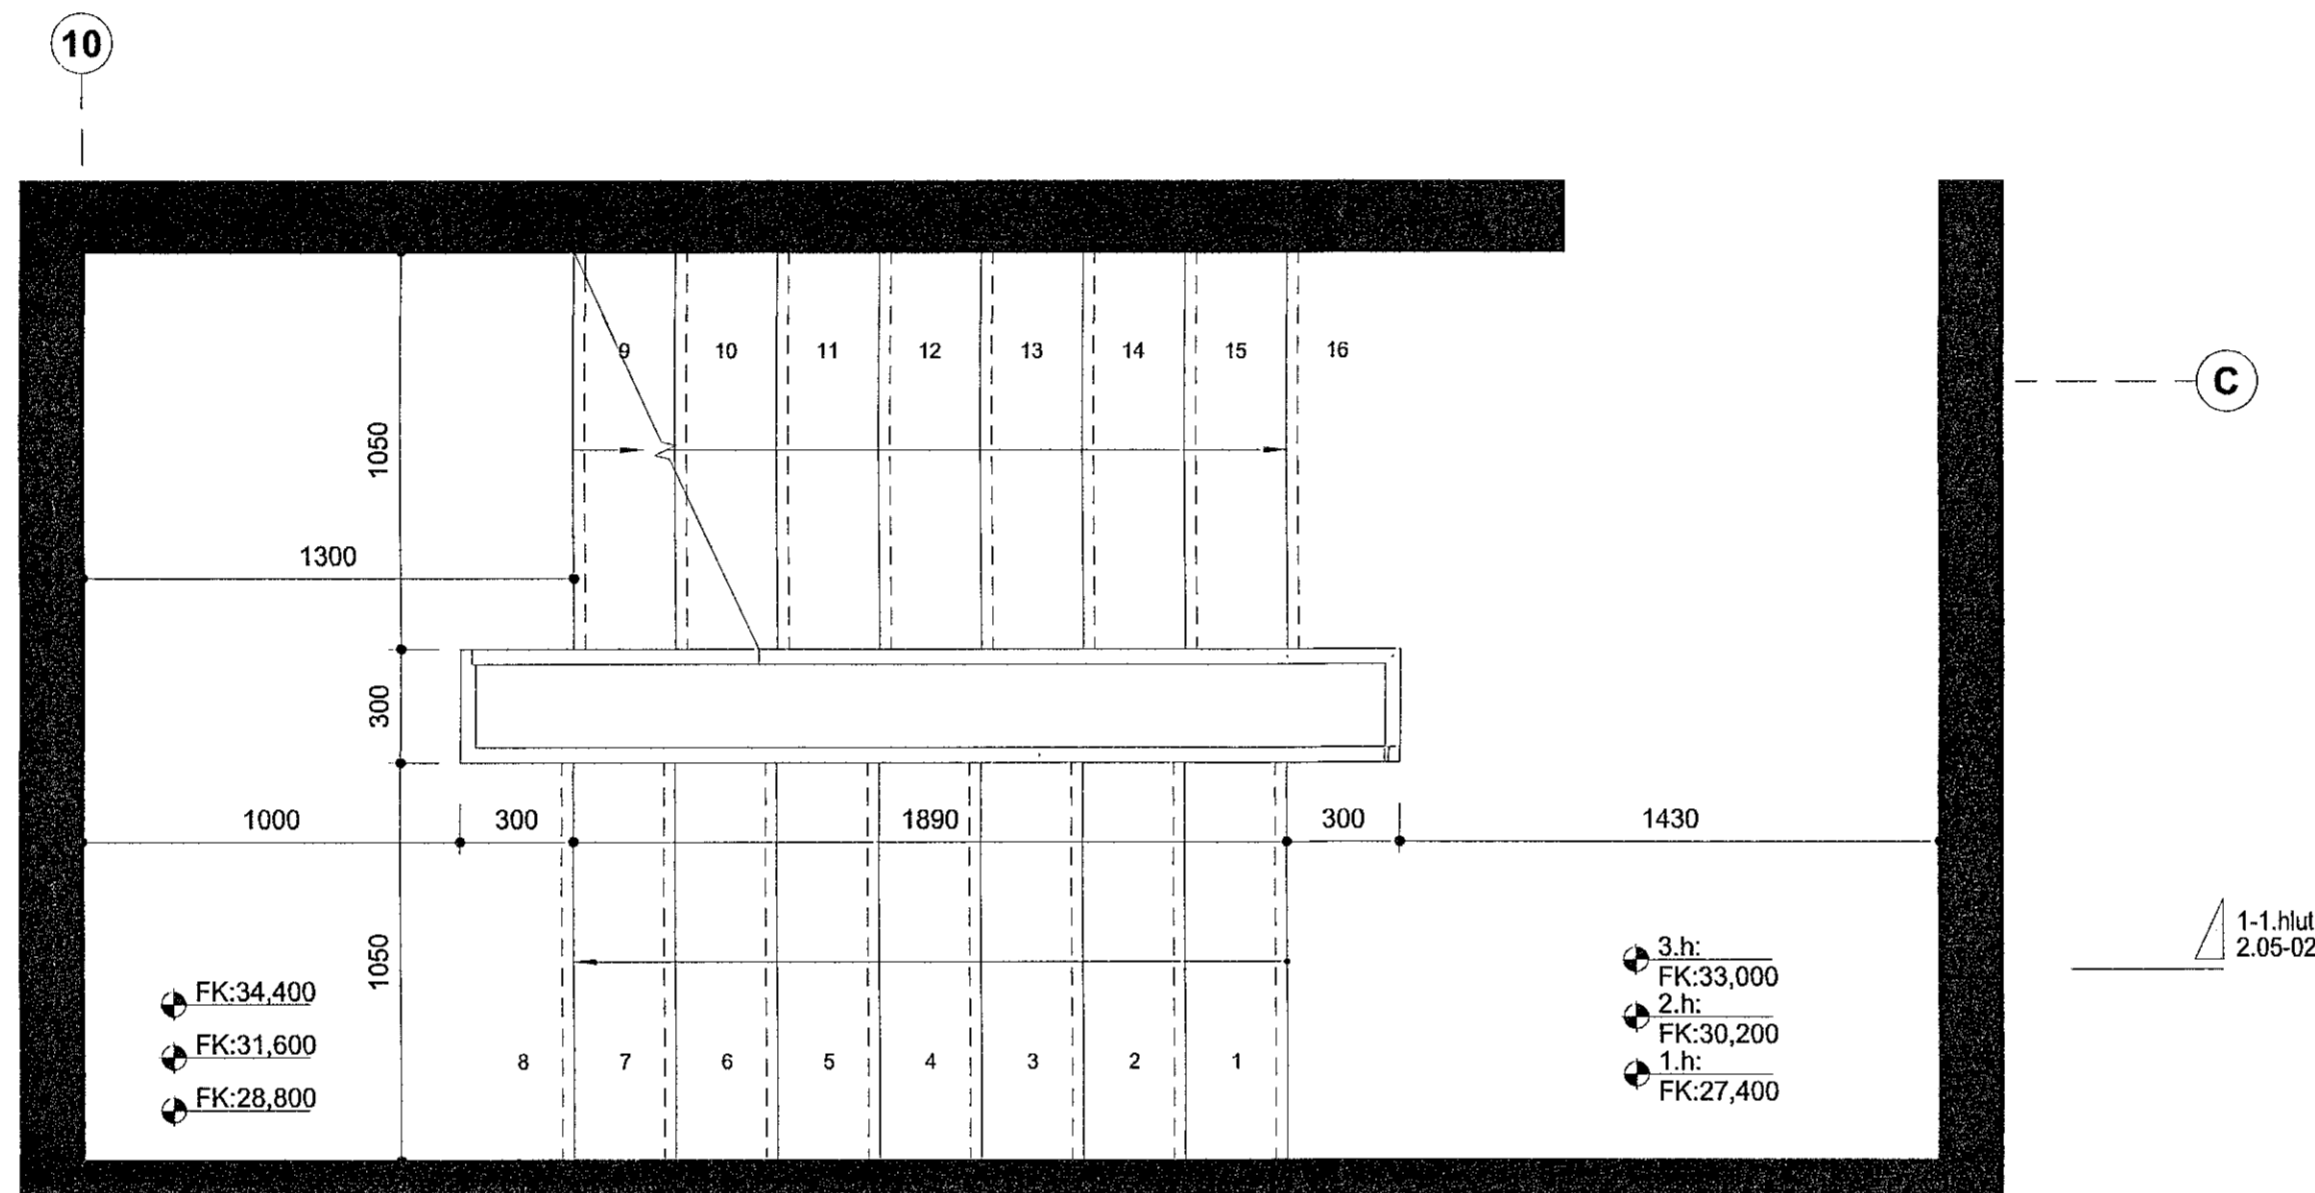 10
9 10 11 12 13 14 15 16
C
1050
1300
300
1000 300 1890 300 1430
1050
1-1.hlut
2.05-02
3.h:
FK:33,000
2.h:
FK:30,200
1.h:
FK:27,400
FK:34,400
FK:31,600
FK:28,800
8 7 6 5 4 3 2 1